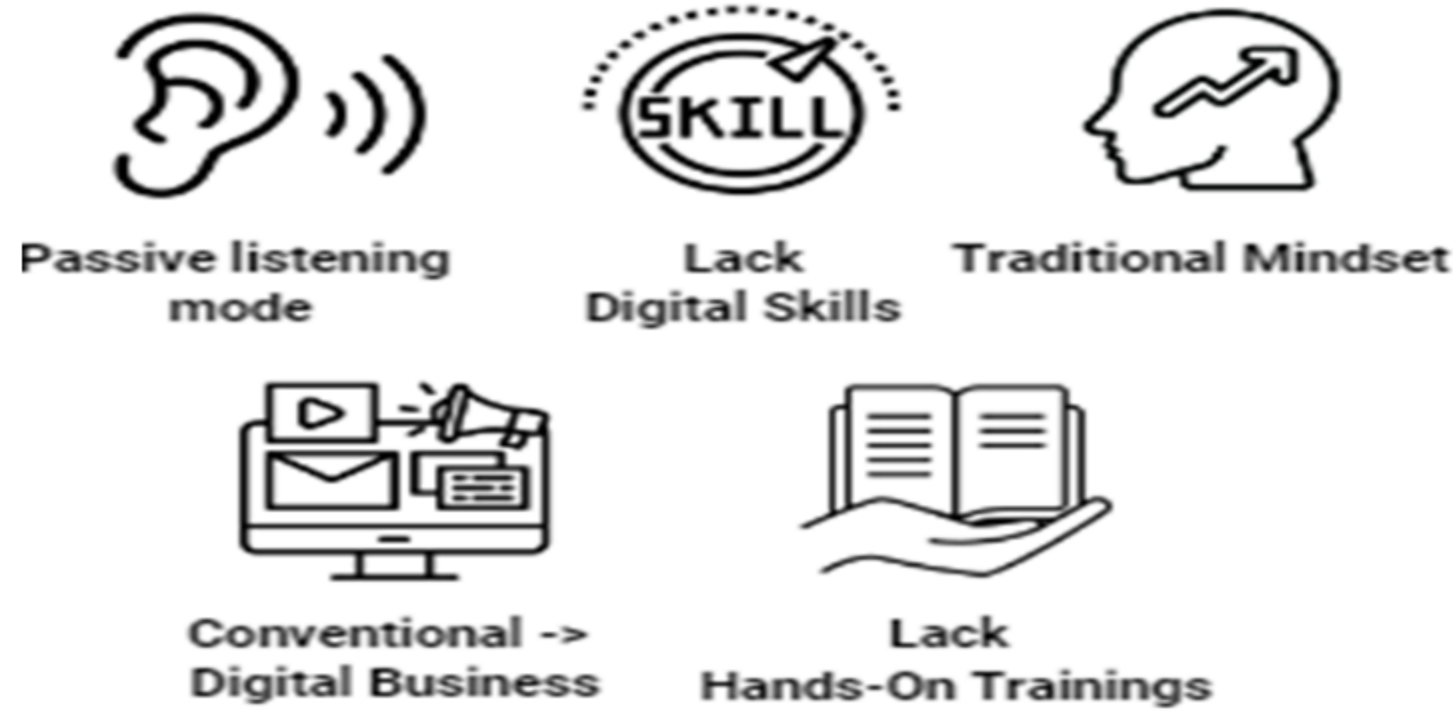 SKILL
Passive listening
mode
Lack
Digital Skills
Traditional Mindset
Conventional ->
Digital Business
Lack
Hands-On Trainings